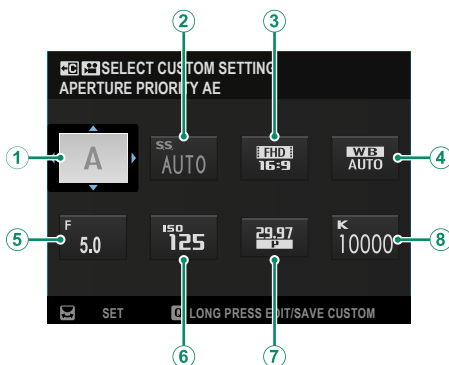 2 3
C SELECT CUSTOM SETTING
APERTURE PRIORITY AE
1 A S.S. AUTO FHD 16:9 WB AUTO 4
5 F 5.0 ISO 125 29.97 P K 10000 8
SET Q LONG PRESS EDIT/SAVE CUSTOM
6 7